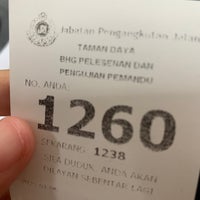 Jabatan Pengangkutan Jalan
TAMAN DAYA
BHG PELESENAN DAN
PENGUJIAN PEMANDU
NO. ANDA:
1260
SEKARANG 1238
SILA DUDUK, ANDA AKAN
DILAYAN SEBENTAR LAGI